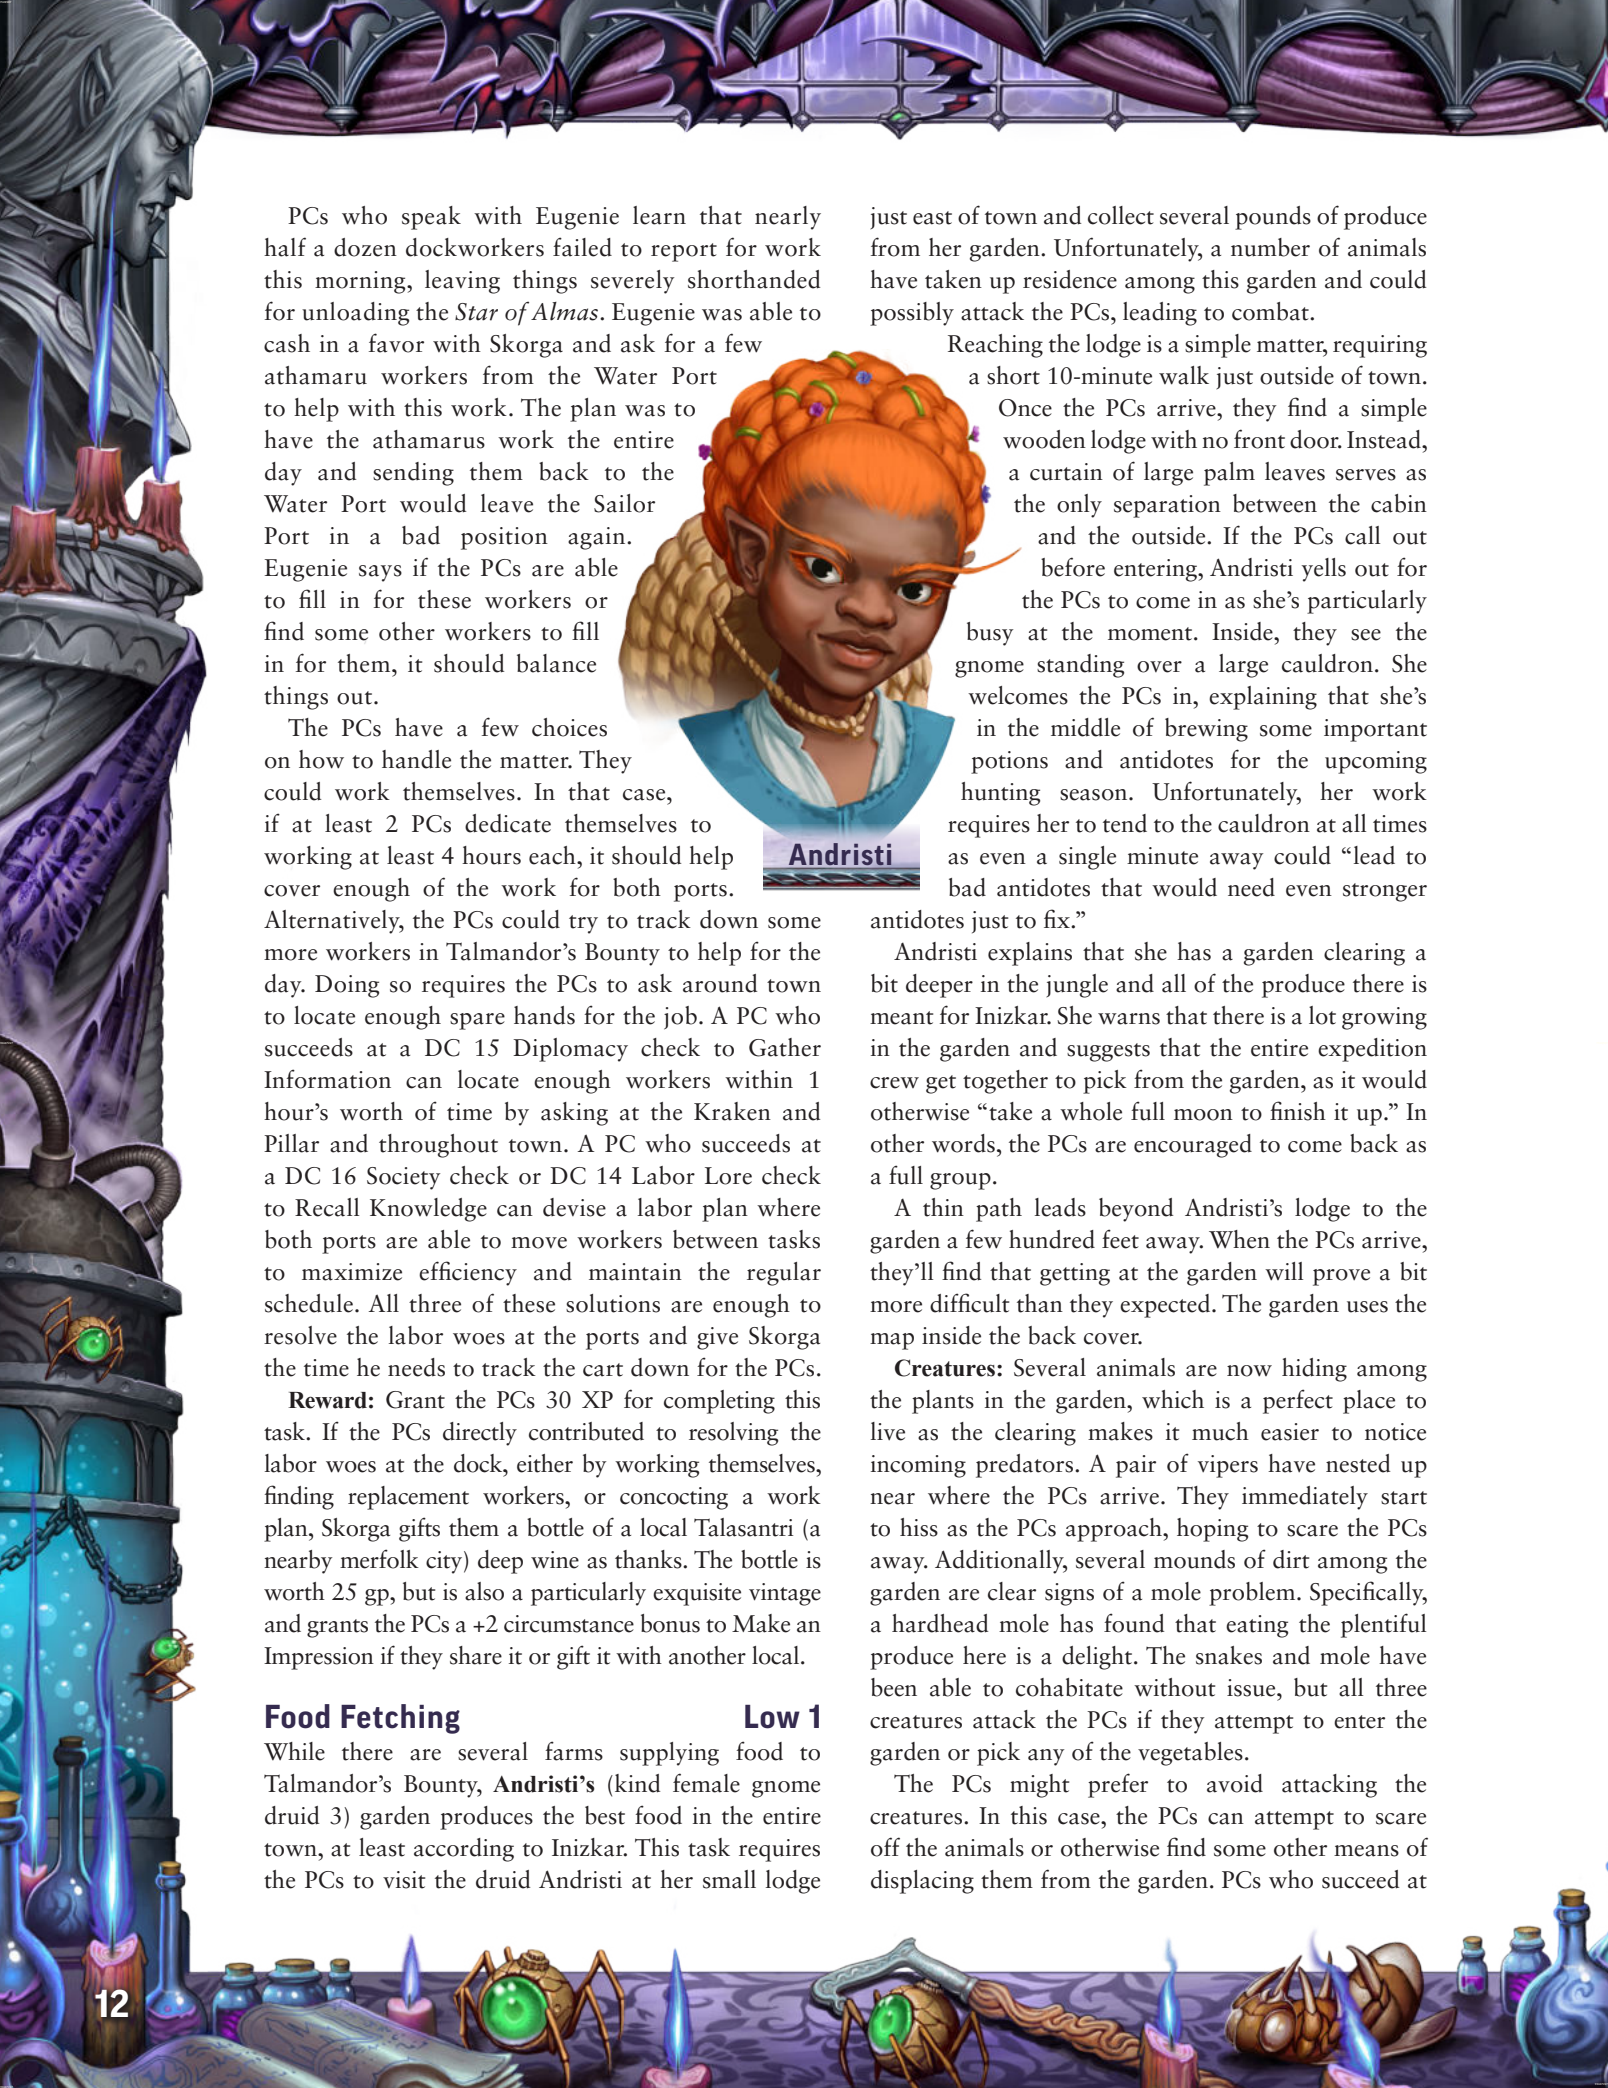 PCs who speak with Eugenie learn that nearly
half a dozen dockworkers failed to report for work
this morning, leaving things severely shorthanded
for unloading the Star of Almas. Eugenie was able to
cash in a favor with Skorga and ask for a few
athamaru workers from the Water Port
to help with this work. The plan was to
have the athamarus work the entire
day and sending them back to the
Water Port would leave the Sailor
Port in a bad position again.
Eugenie says if the PCs are able
to fill in for these workers or
find some other workers to fill
in for them, it should balance
things out.
The PCs have a few choices
on how to handle the matter. They
could work themselves. In that case,
if at least 2 PCs dedicate themselves to
working at least 4 hours each, it should help
cover enough of the work for both ports.
Alternatively, the PCs could try to track down some
more workers in Talmandor’s Bounty to help for the
day. Doing so requires the PCs to ask around town
to locate enough spare hands for the job. A PC who
succeeds at a DC 15 Diplomacy check to Gather
Information can locate enough workers within 1
hour’s worth of time by asking at the Kraken and
Pillar and throughout town. A PC who succeeds at
a DC 16 Society check or DC 14 Labor Lore check
to Recall Knowledge can devise a labor plan where
both ports are able to move workers between tasks
to maximize efficiency and maintain the regular
schedule. All three of these solutions are enough to
resolve the labor woes at the ports and give Skorga
the time he needs to track the cart down for the PCs.
Reward: Grant the PCs 30 XP for completing this
task. If the PCs directly contributed to resolving the
labor woes at the dock, either by working themselves,
finding replacement workers, or concocting a work
plan, Skorga gifts them a bottle of a local Talasantri (a
nearby merfolk city) deep wine as thanks. The bottle is
worth 25 gp, but is also a particularly exquisite vintage
and grants the PCs a +2 circumstance bonus to Make an
Impression if they share it or gift it with another local.
Food Fetching Low 1
While there are several farms supplying food to
Talmandor’s Bounty, Andristi’s (kind female gnome
druid 3) garden produces the best food in the entire
town, at least according to Inizkar. This task requires
the PCs to visit the druid Andristi at her small lodge
just east of town and collect several pounds of produce
from her garden. Unfortunately, a number of animals
have taken up residence among this garden and could
possibly attack the PCs, leading to combat.
Reaching the lodge is a simple matter, requiring
a short 10-minute walk just outside of town.
Once the PCs arrive, they find a simple
wooden lodge with no front door. Instead,
a curtain of large palm leaves serves as
the only separation between the cabin
and the outside. If the PCs call out
before entering, Andristi yells out for
the PCs to come in as she’s particularly
busy at the moment. Inside, they see the
gnome standing over a large cauldron. She
welcomes the PCs in, explaining that she’s
in the middle of brewing some important
potions and antidotes for the upcoming
hunting season. Unfortunately, her work
requires her to tend to the cauldron at all times
as even a single minute away could “lead to
bad antidotes that would need even stronger
antidotes just to fix.”
Andristi explains that she has a garden clearing a
bit deeper in the jungle and all of the produce there is
meant for Inizkar. She warns that there is a lot growing
in the garden and suggests that the entire expedition
crew get together to pick from the garden, as it would
otherwise “take a whole full moon to finish it up.” In
other words, the PCs are encouraged to come back as
a full group.
A thin path leads beyond Andristi’s lodge to the
garden a few hundred feet away. When the PCs arrive,
they’ll find that getting at the garden will prove a bit
more difficult than they expected. The garden uses the
map inside the back cover.
Creatures: Several animals are now hiding among
the plants in the garden, which is a perfect place to
live as the clearing makes it much easier to notice
incoming predators. A pair of vipers have nested up
near where the PCs arrive. They immediately start
to hiss as the PCs approach, hoping to scare the PCs
away. Additionally, several mounds of dirt among the
garden are clear signs of a mole problem. Specifically,
a hardhead mole has found that eating the plentiful
produce here is a delight. The snakes and mole have
been able to cohabitate without issue, but all three
creatures attack the PCs if they attempt to enter the
garden or pick any of the vegetables.
The PCs might prefer to avoid attacking the
creatures. In this case, the PCs can attempt to scare
off the animals or otherwise find some other means of
displacing them from the garden. PCs who succeed at
Andristi
12